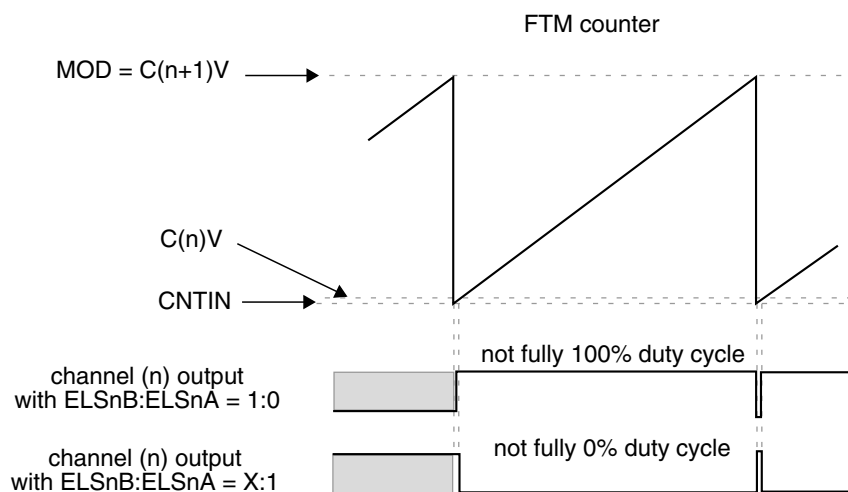 FTM counter
MOD = C(n+1)V
C(n)V
CNTIN
not fully 100% duty cycle
channel (n) output
with ELSnB:ELSnA = 1:0
not fully 0% duty cycle
channel (n) output
with ELSnB:ELSnA = X:1